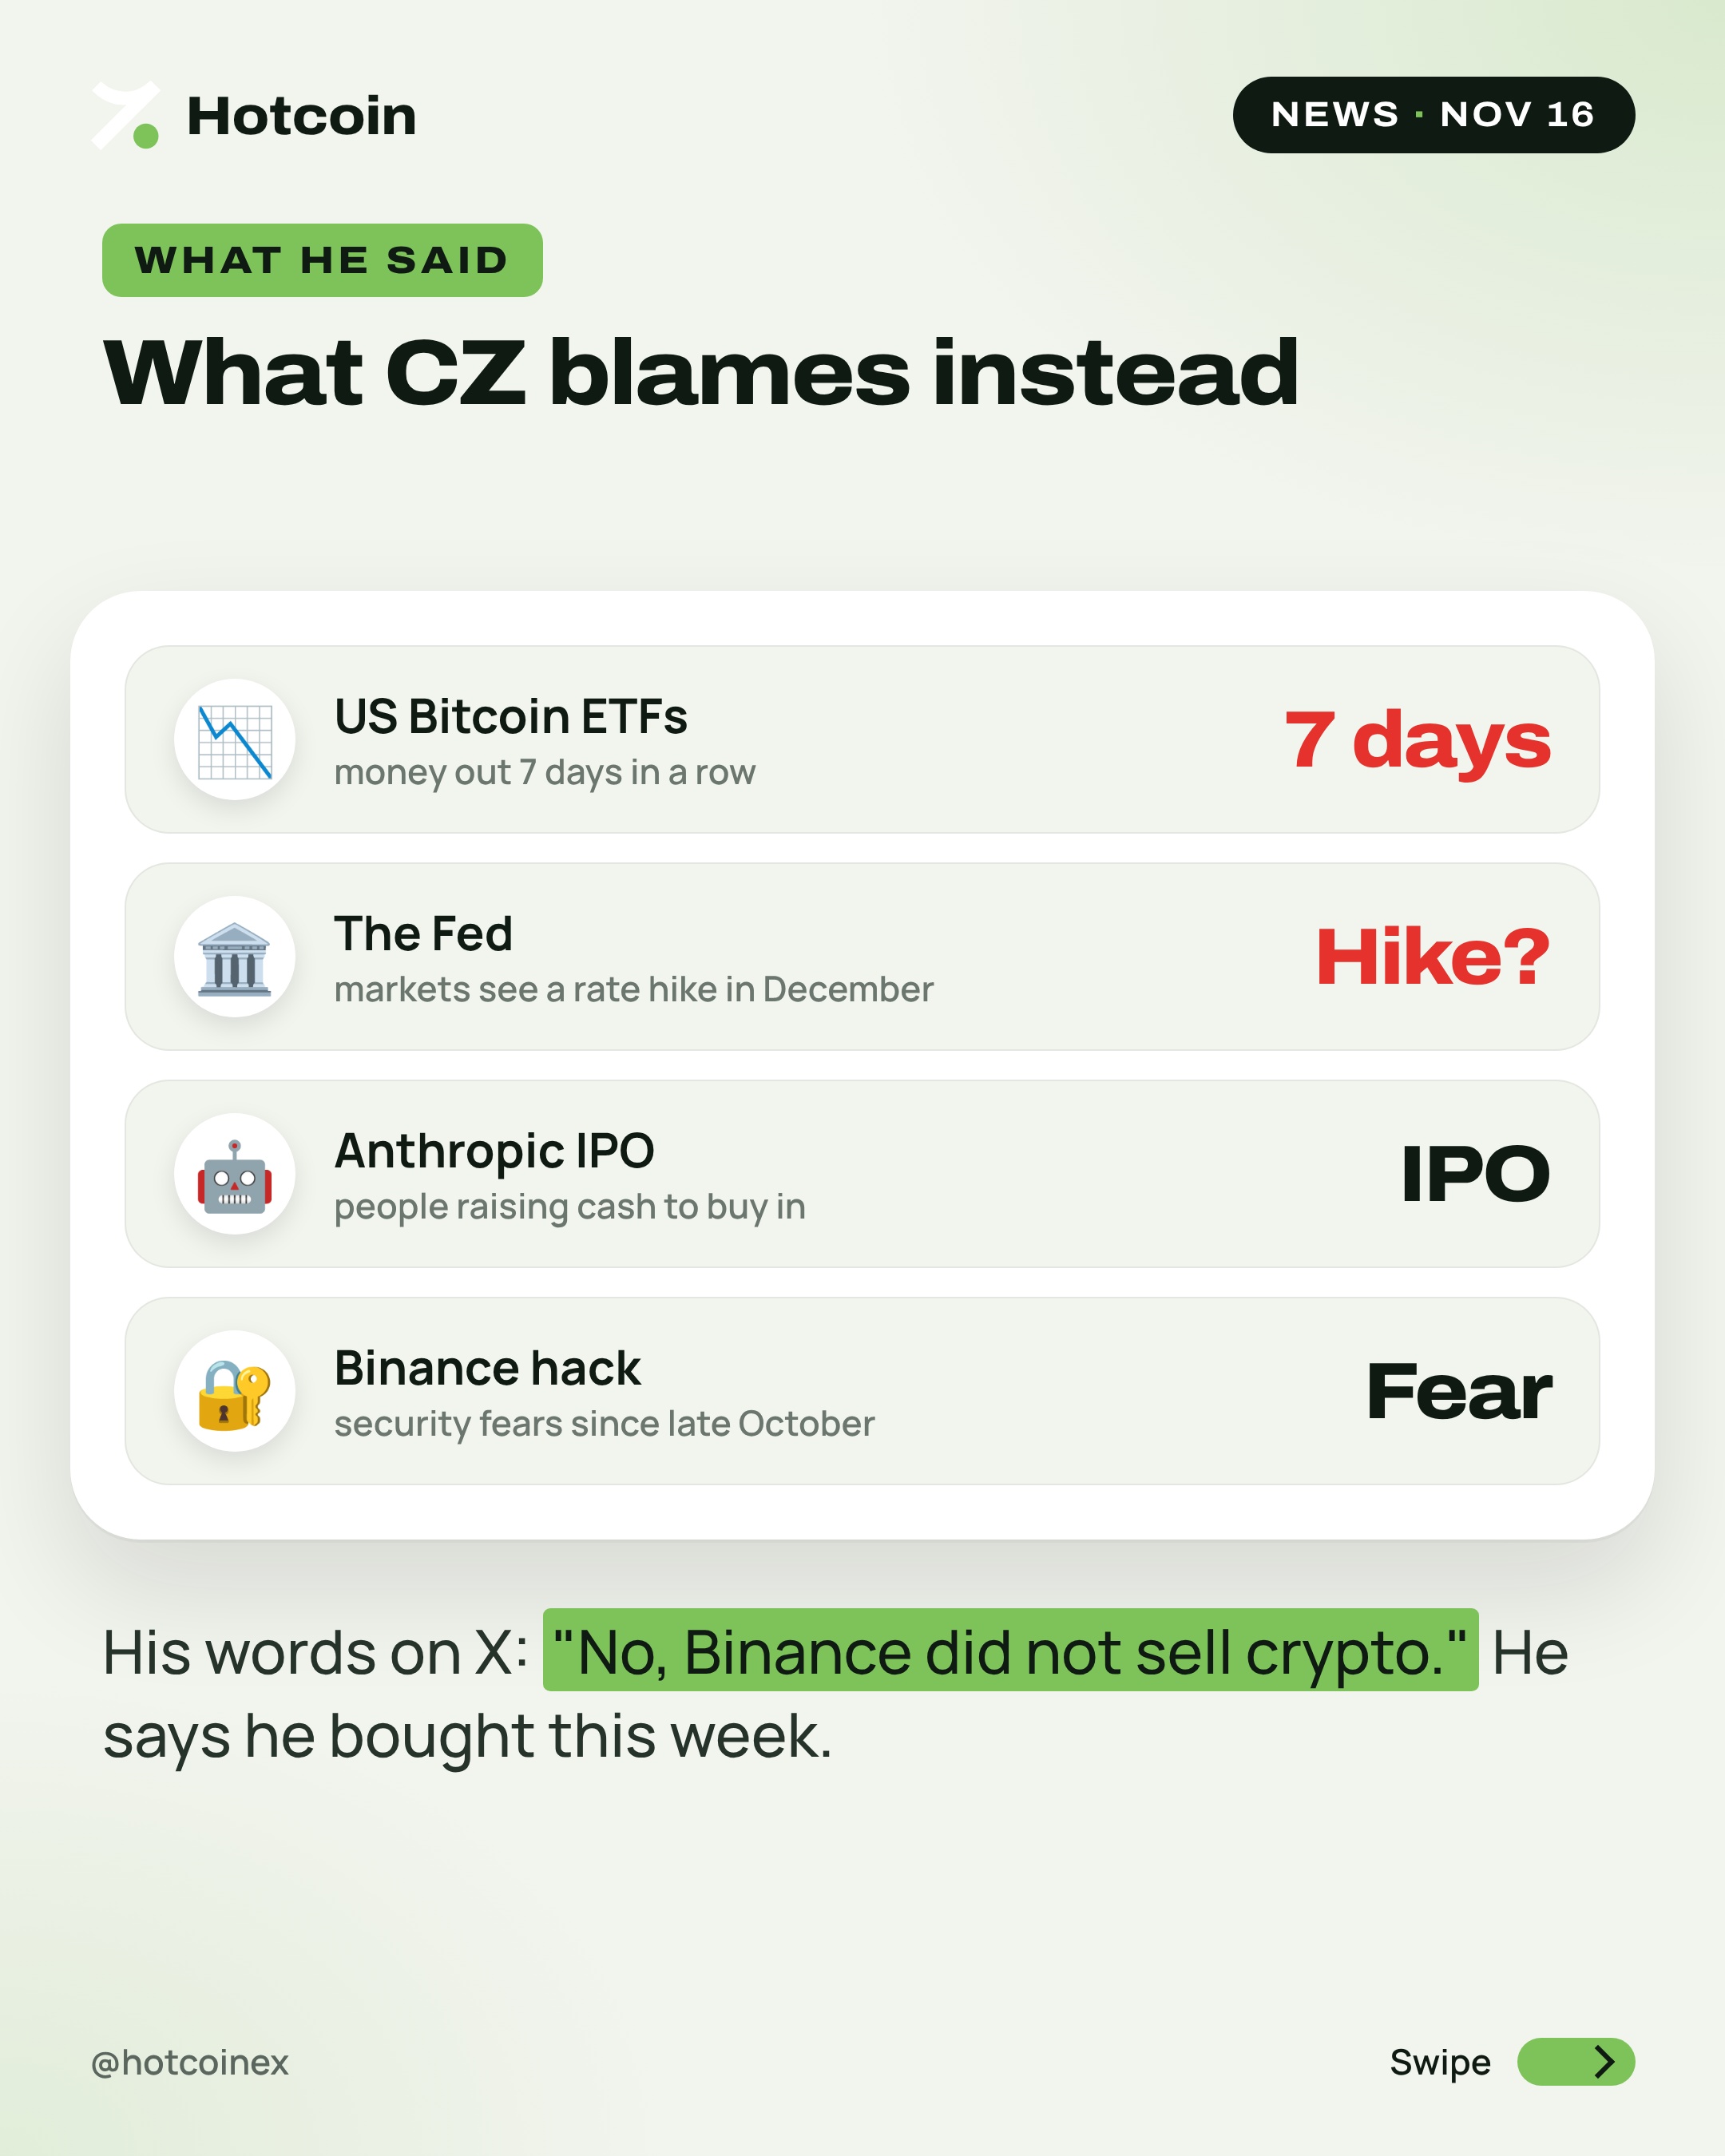 Hotcoin
NEWS · NOV 16
WHAT HE SAID
What CZ blames instead
US Bitcoin ETFs
money out 7 days in a row
7 days
The Fed
markets see a rate hike in December
Hike?
Anthropic IPO
people raising cash to buy in
IPO
Binance hack
security fears since late October
Fear
His words on X: "No, Binance did not sell crypto." He
says he bought this week.
@hotcoinex
Swipe